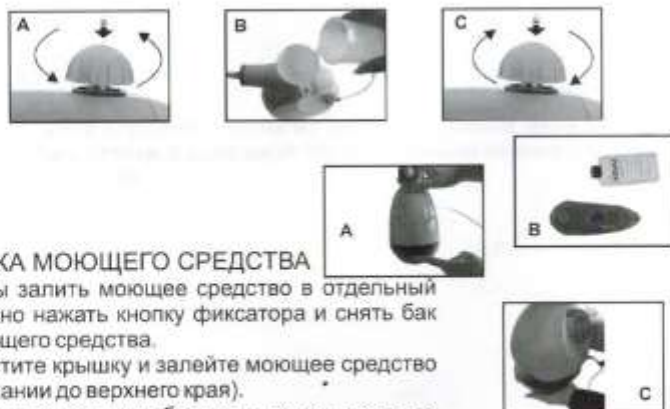 A
B
C
B
A
КА МОЮЩЕГО СРЕДСТВА
ы залить моющее средство в отдельный
но нажать кнопку фиксатора и снять бак
щего средства.
тите крышку и залейте моющее средство
ании до верхнего края).
C